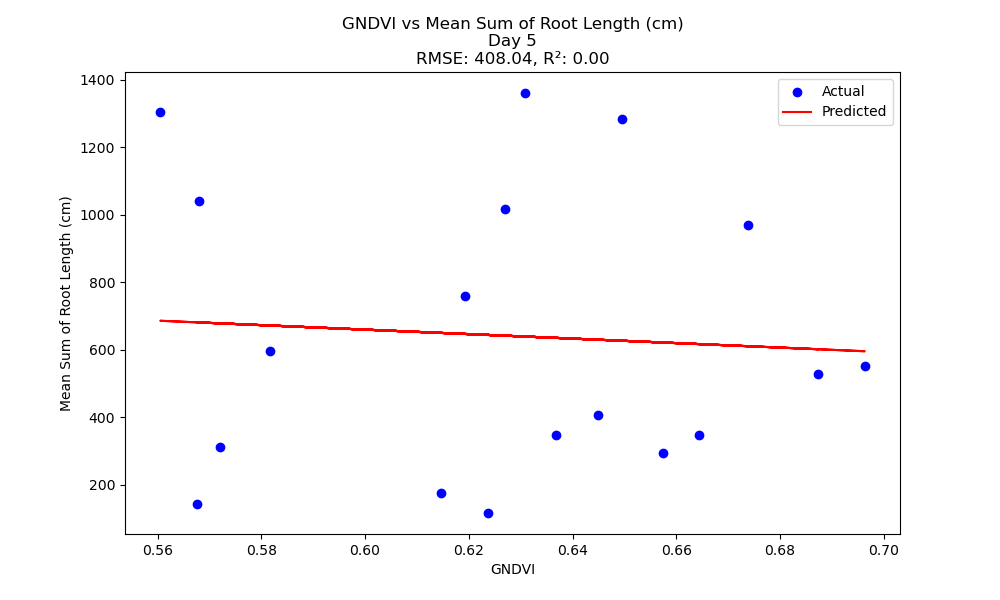 GNDVI vs Mean Sum of Root Length (cm)
Day 5
RMSE: 408.04, R²: 0.00
Actual
Predicted
Mean Sum of Root Length (cm)
1400
1200
1000
800
600
400
200
0.56 0.58 0.60 0.62 0.64 0.66 0.68 0.70
GNDVI